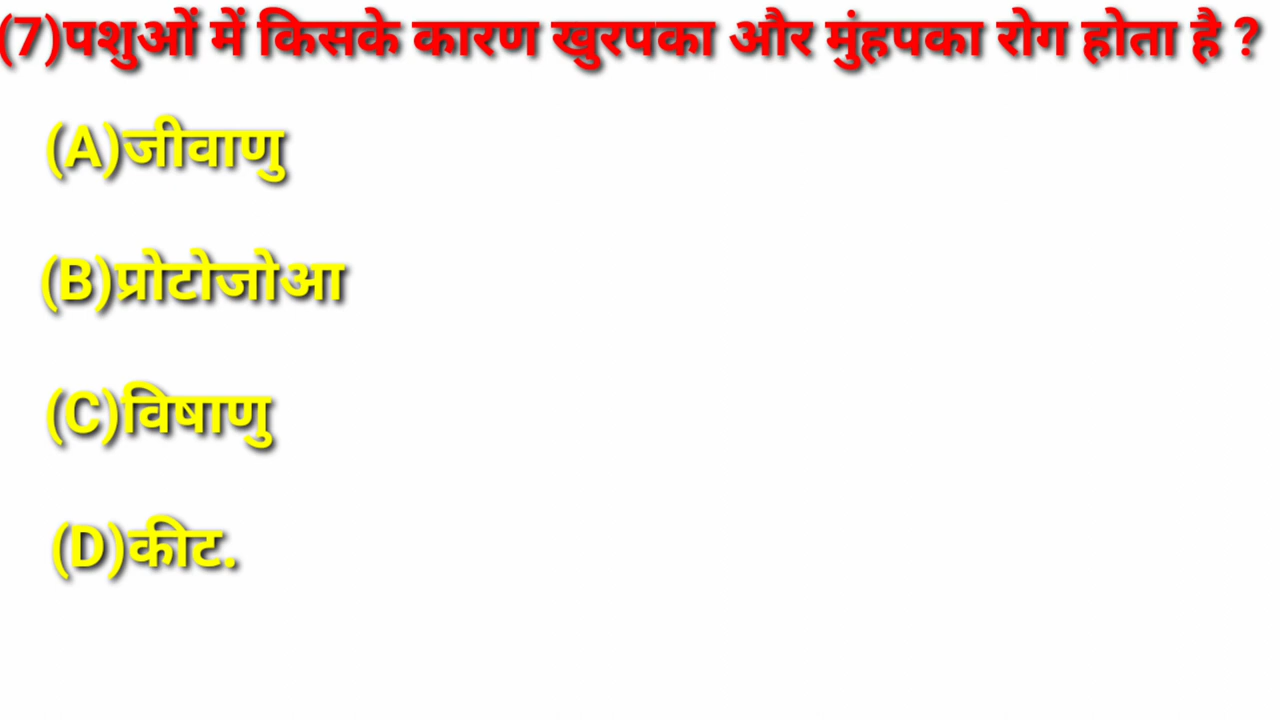 (7)पशुओं में किसके कारण खुरपका और मुंहपका रोग होता है ?
(A)जीवाणु
(B)प्रोटोजोआ
(C)विषाणु
(D)कीट.